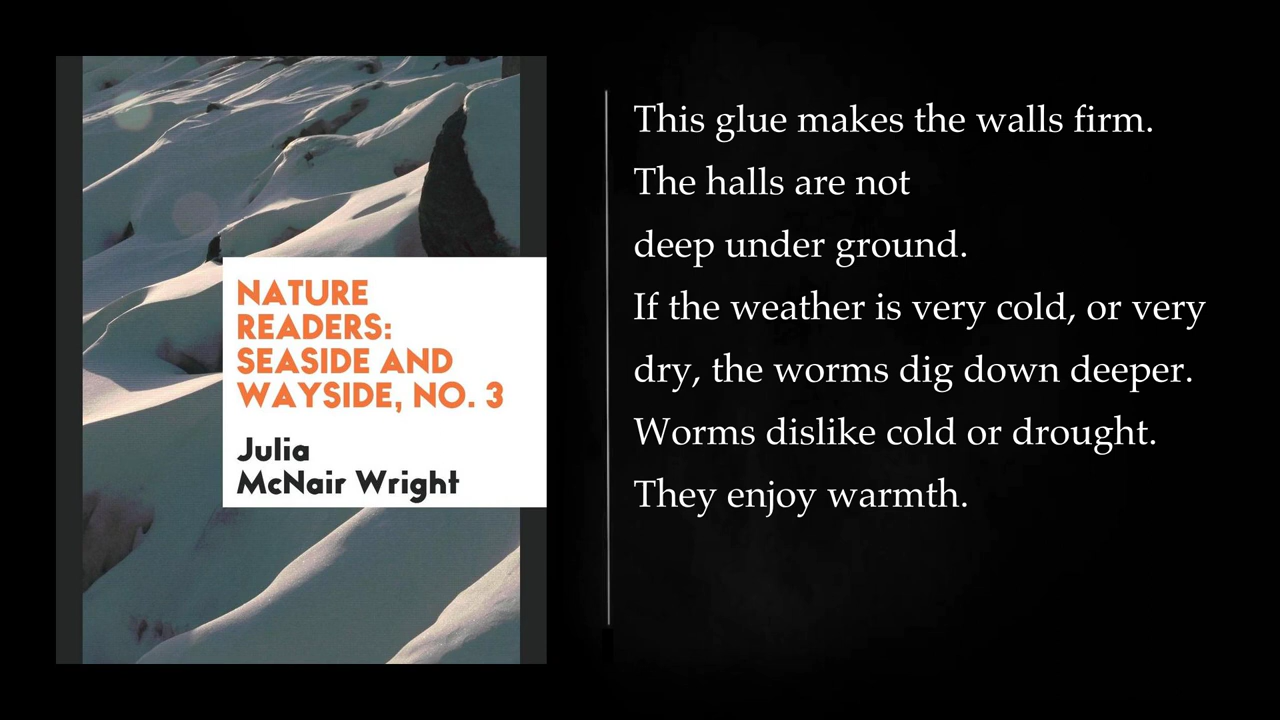 NATURE
READERS:
SEASIDE AND
WAYSIDE, NO. 3
Julia
McNair Wright
This glue makes the walls firm.
The halls are not
deep under ground.
If the weather is very cold, or very
dry, the worms dig down deeper.
Worms dislike cold or drought.
They enjoy warmth.